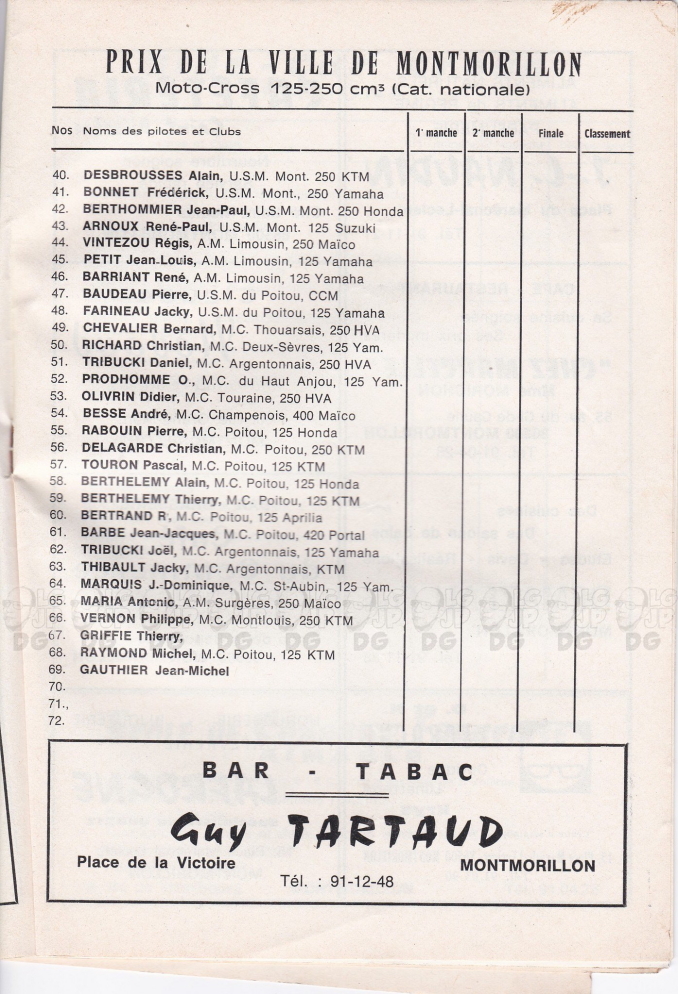 PRIX DE LA VILLE DE MONTMORILLON
Moto-Cross 125-250 cm³ (Cat. nationale)
Nos Noms des pilotes et Clubs 1° manche 2° manche Finale Classement
40. DESBROUSSES Alain, U.S.M. Mont. 250 KTM
41. BONNET Frédérick, U.S.M. Mont., 250 Yamaha
42. BERTHOMMIER Jean-Paul, U.S.M. Mont. 250 Honda
43. ARNOUX René-Paul, U.S.M. Mont. 125 Suzuki
44. VINTEZOU Régis, A.M. Limousin, 250 Maïco
45. PETIT Jean-Louis, A.M. Limousin, 125 Yamaha
46. BARRIANT René, A.M. Limousin, 125 Yamaha
47. BAUDEAU Pierre, U.S.M. du Poitou, CCM
48. FARINEAU Jacky, U.S.M. du Poitou, 125 Yamaha
49. CHEVALIER Bernard, M.C. Thouarsais, 250 HVA
50. RICHARD Christian, M.C. Deux-Sèvres, 125 Yam.
51. TRIBUCKI Daniel, M.C. Argentonnais, 250 HVA
52. PRODHOMME O., M.C. du Haut Anjou, 125 Yam.
53. OLIVRIN Didier, M.C. Touraine, 250 HVA
54. BESSE André, M.C. Champenois, 400 Maïco
55. RABOUIN Pierre, M.C. Poitou, 125 Honda
56. DELAGARDE Christian, M.C. Poitou, 250 KTM
57. TOURON Pascal, M.C. Poitou, 125 KTM
58. BERTHELEMY Alain, M.C. Poitou, 125 Honda
59. BERTHELEMY Thierry, M.C. Poitou, 125 KTM
60. BERTRAND R, M.C. Poitou, 125 Aprilia
61. BARBE Jean-Jacques, M.C. Poitou, 420 Portal
62. TRIBUCKI Joël, M.C. Argentonnais, 125 Yamaha
63. THIBAULT Jacky, M.C. Argentonnais, KTM
64. MARQUIS J.-Dominique, M.C. St-Aubin, 125 Yam.
65. MARIA Antonio, A.M. Surgères, 250 Maïco
66. VERNON Philippe, M.C. Montlouis, 250 KTM
67. GRIFFIE Thierry,
68. RAYMOND Michel, M.C. Poitou, 125 KTM
69. GAUTHIER Jean-Michel
70.
71.,
72.
BAR - TABAC
Guy TARTAUD
Place de la Victoire MONTMORILLON
Tél. : 91-12-48